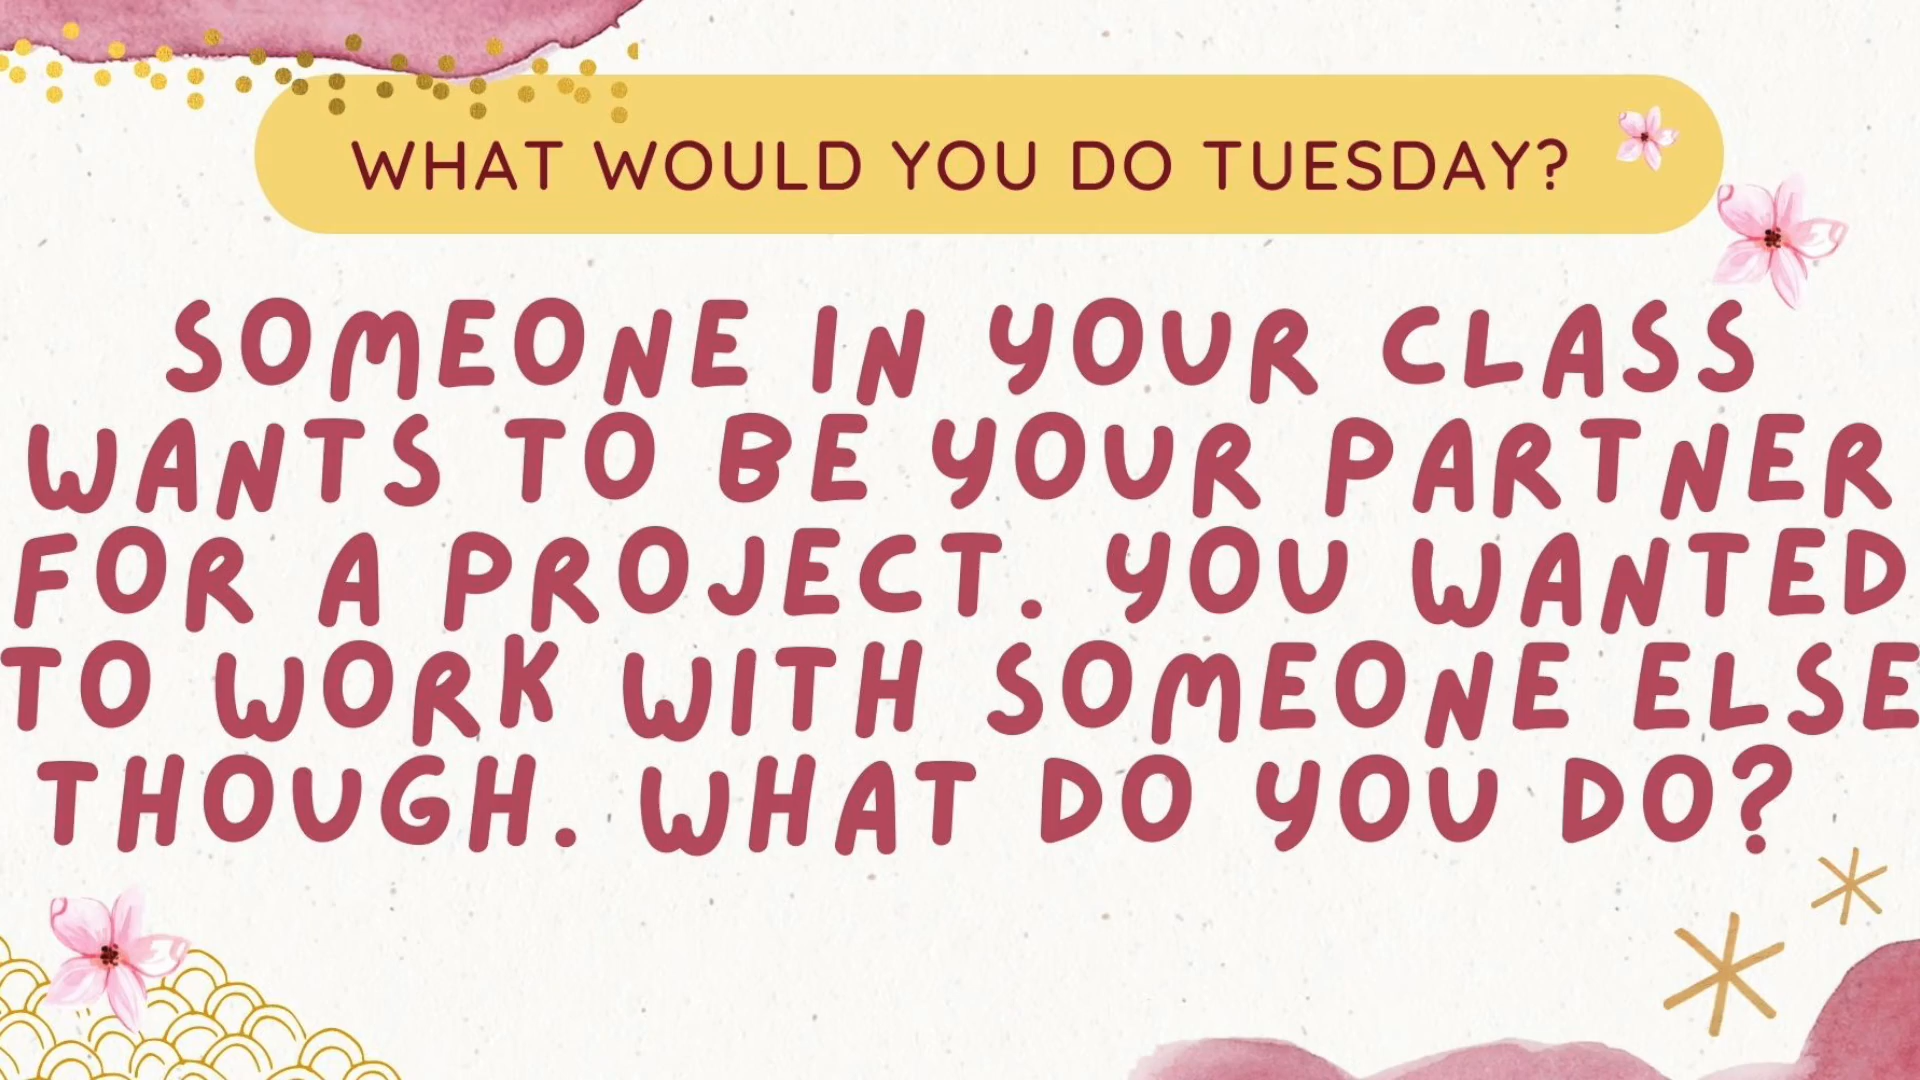 WHAT WOULD YOU DO TUESDAY?
SOMEONE IN YOUR CLASS
WANTS TO BE YOUR PARTNER
FOR A PROJECT. YOU WANTED
TO WORK WITH SOMEONE ELSE
THOUGH. WHAT DO YOU DO?